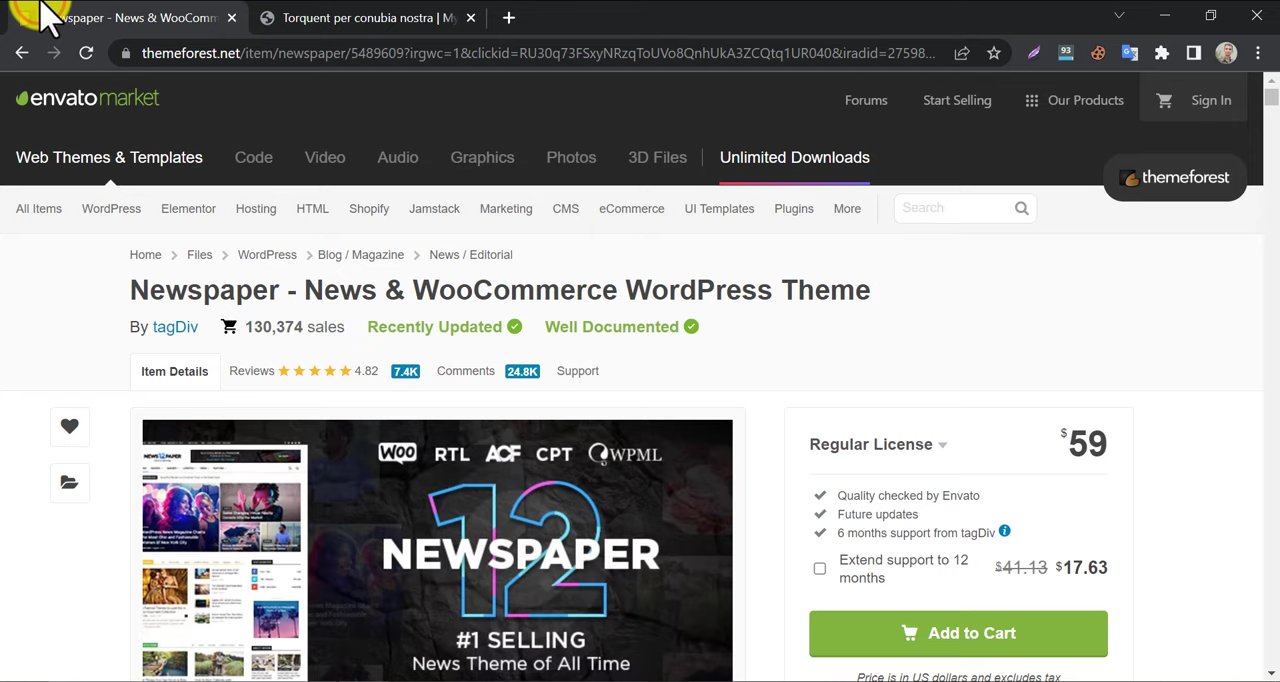 spaper - News & WooComm
Torquent per conubia nostra | My
themeforest.net/item/newspaper/5489609?irgwc=1&clickid=RU30q73FSxyNRzqToUVo8QnhUkA3ZCQtq1UR040&iradid=27598...
93
envatomarket
Forums
Start Selling
Our Products
Sign In
Web Themes & Templates
Code
Video
Audio
Graphics
Photos
3D Files
Unlimited Downloads
themeforest
All Items
WordPress
Elementor
Hosting
HTML
Shopify
Jamstack
Marketing
CMS
eCommerce
UI Templates
Plugins
More
Search
Home > Files > WordPress > Blog / Magazine > News / Editorial
Newspaper - News & WooCommerce WordPress Theme
By tagDiv 130,374 sales Recently Updated Well Documented
Item Details
Reviews 4.82 7.4K
Comments 24.8K
Support
WOO RTL ACF CPT WPML
12
NEWSPAPER
#1 SELLING
News Theme of All Time
Regular License
$59
Quality checked by Envato
Future updates
6 months support from tagDiv
Extend support to 12
months
$41.13 $17.63
Add to Cart
Price is in US dollars and excludes tax